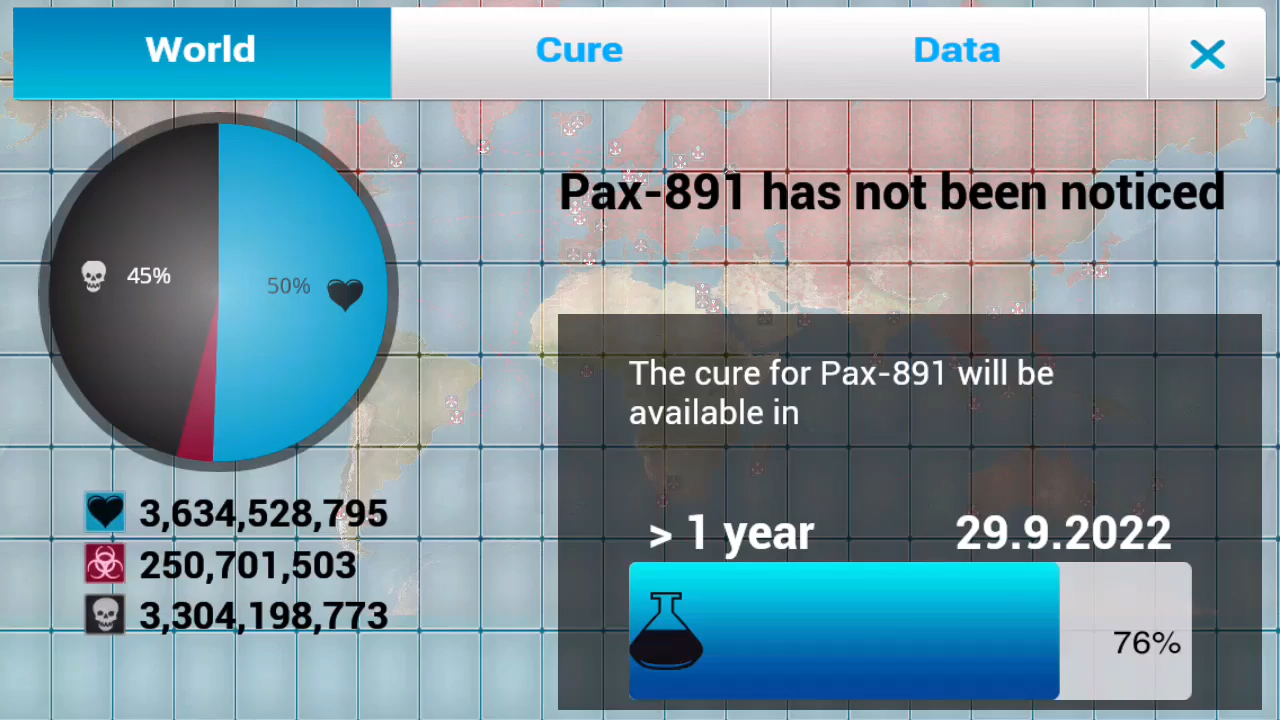 World
Cure
Data
45%
50%
Pax-891 has not been noticed
The cure for Pax-891 will be
available in
> 1 year
29.9.2022
76%
3,634,528,795
250,701,503
3,304,198,773